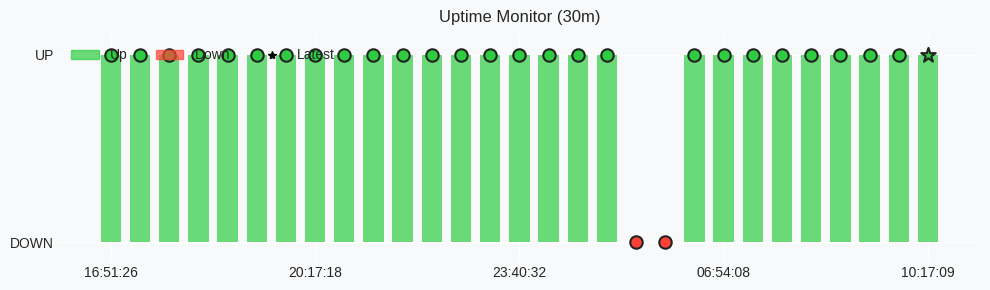 Uptime Monitor (30m)
UP
Up Down Latest
DOWN
16:51:26 20:17:18 23:40:32 06:54:08 10:17:09